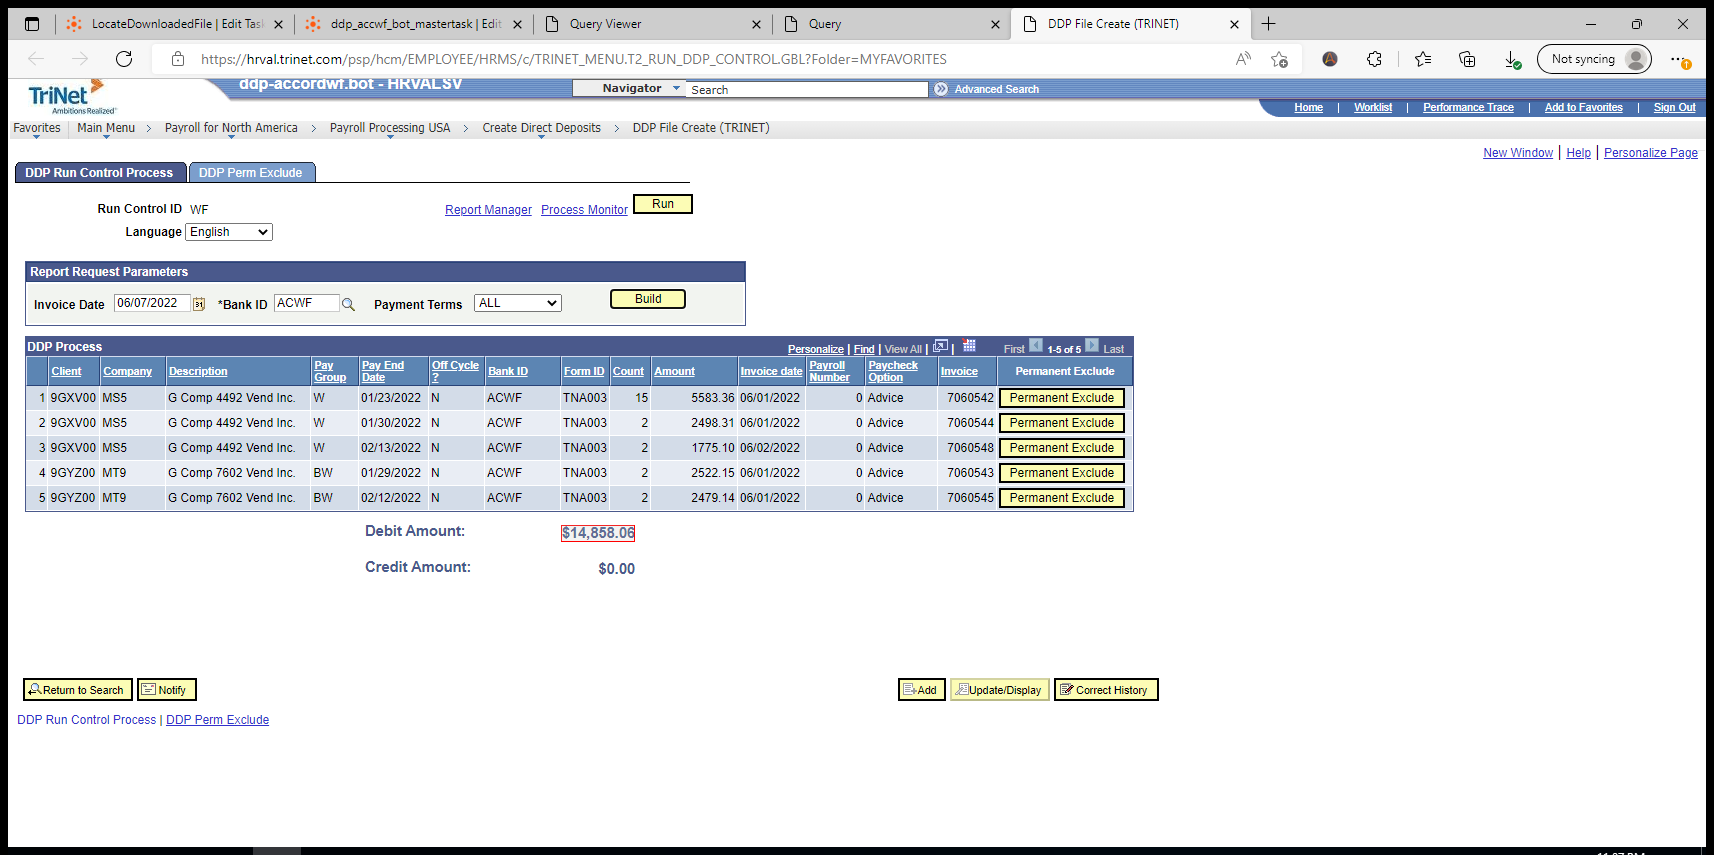 LocateDownloadedFile | Edit Tas
ddp_accwf_bot_mastertask | Edit
Query Viewer
Query
DDP File Create (TRINET)
https://hrval.trinet.com/psp/hcm/EMPLOYEE/HRMS/c/TRINET_MENU.T2_RUN_DDP_CONTROL.GBL?Folder=MYFAVORITES
Not syncing
TriNet
Ambitions Realized
ddp-accordwf.bot - HRVALSV
Navigator
Search
Advanced Search
Home | Worklist | Performance Trace | Add to Favorites | Sign Out
Favorites Main Menu > Payroll for North America > Payroll Processing USA > Create Direct Deposits > DDP File Create (TRINET)
New Window | Help | Personalize Page
DDP Run Control Process DDP Perm Exclude
Run Control ID WF Report Manager Process Monitor Run
Language English
Report Request Parameters
Invoice Date 06/07/2022 31 *Bank ID ACWF Payment Terms ALL Build
DDP Process Personalize | Find | View All | | First 1-5 of 5 Last
Client Company Description Pay Group Pay End Date Off Cycle ? Bank ID Form ID Count Amount Invoice date Payroll Number Paycheck Option Invoice Permanent Exclude
1 9GXV00 MS5 G Comp 4492 Vend Inc. W 01/23/2022 N ACWF TNA003 15 5583.36 06/01/2022 0 Advice 7060542 Permanent Exclude
2 9GXV00 MS5 G Comp 4492 Vend Inc. W 01/30/2022 N ACWF TNA003 2 2498.31 06/01/2022 0 Advice 7060544 Permanent Exclude
3 9GXV00 MS5 G Comp 4492 Vend Inc. W 02/13/2022 N ACWF TNA003 2 1775.10 06/02/2022 0 Advice 7060548 Permanent Exclude
4 9GYZ00 MT9 G Comp 7602 Vend Inc. BW 01/29/2022 N ACWF TNA003 2 2522.15 06/01/2022 0 Advice 7060543 Permanent Exclude
5 9GYZ00 MT9 G Comp 7602 Vend Inc. BW 02/12/2022 N ACWF TNA003 2 2479.14 06/01/2022 0 Advice 7060545 Permanent Exclude
Debit Amount: $14,858.06
Credit Amount: $0.00
Return to Search Notify Add Update/Display Correct History
DDP Run Control Process | DDP Perm Exclude